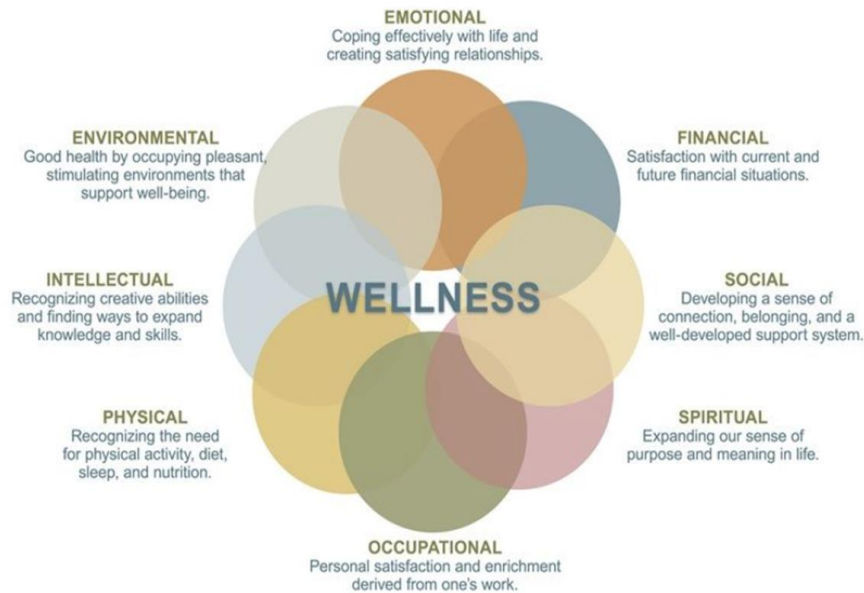 EMOTIONAL
Coping effectively with life and
creating satisfying relationships.
ENVIRONMENTAL
Good health by occupying pleasant,
stimulating environments that
support well-being.
FINANCIAL
Satisfaction with current and
future financial situations.
INTELLECTUAL
Recognizing creative abilities
and finding ways to expand
knowledge and skills.
WELLNESS
SOCIAL
Developing a sense of
connection, belonging, and a
well-developed support system.
PHYSICAL
Recognizing the need
for physical activity, diet,
sleep, and nutrition.
SPIRITUAL
Expanding our sense of
purpose and meaning in life.
OCCUPATIONAL
Personal satisfaction and enrichment
derived from one's work.